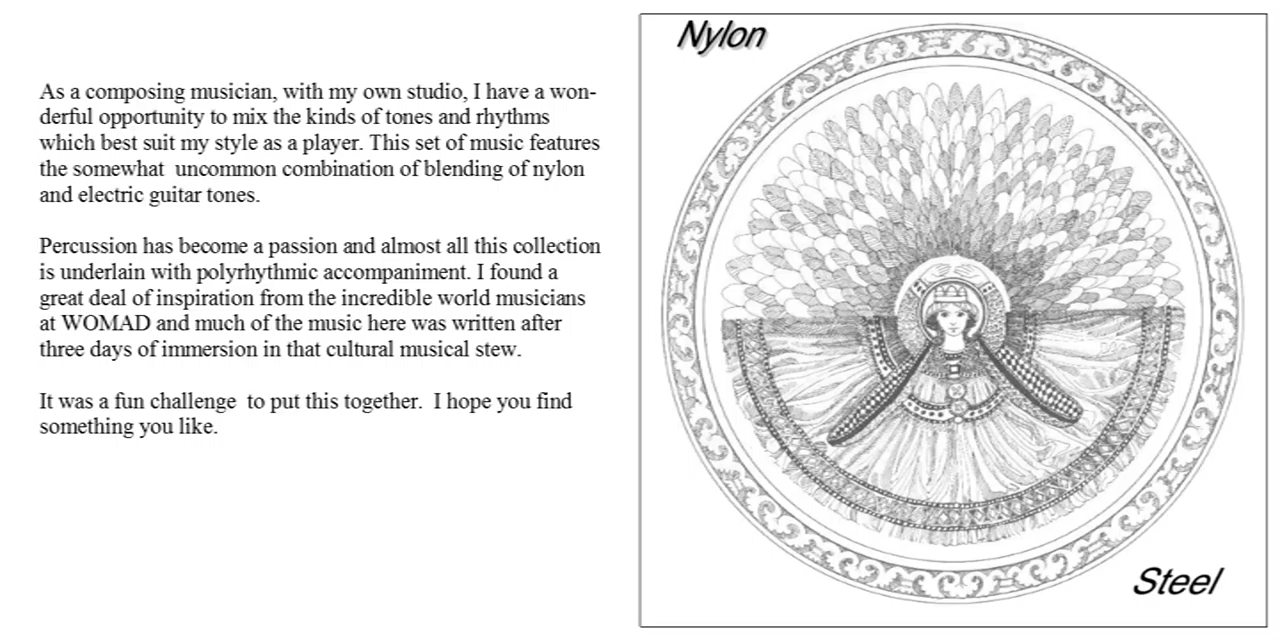 As a composing musician, with my own studio, I have a won-
derful opportunity to mix the kinds of tones and rhythms
which best suit my style as a player. This set of music features
the somewhat  uncommon combination of blending of nylon
and electric guitar tones.
Percussion has become a passion and almost all this collection
is underlain with polyrhythmic accompaniment. I found a
great deal of inspiration from the incredible world musicians
at WOMAD and much of the music here was written after
three days of immersion in that cultural musical stew.
It was a fun challenge  to put this together.  I hope you find
something you like.
Nylon
Steel